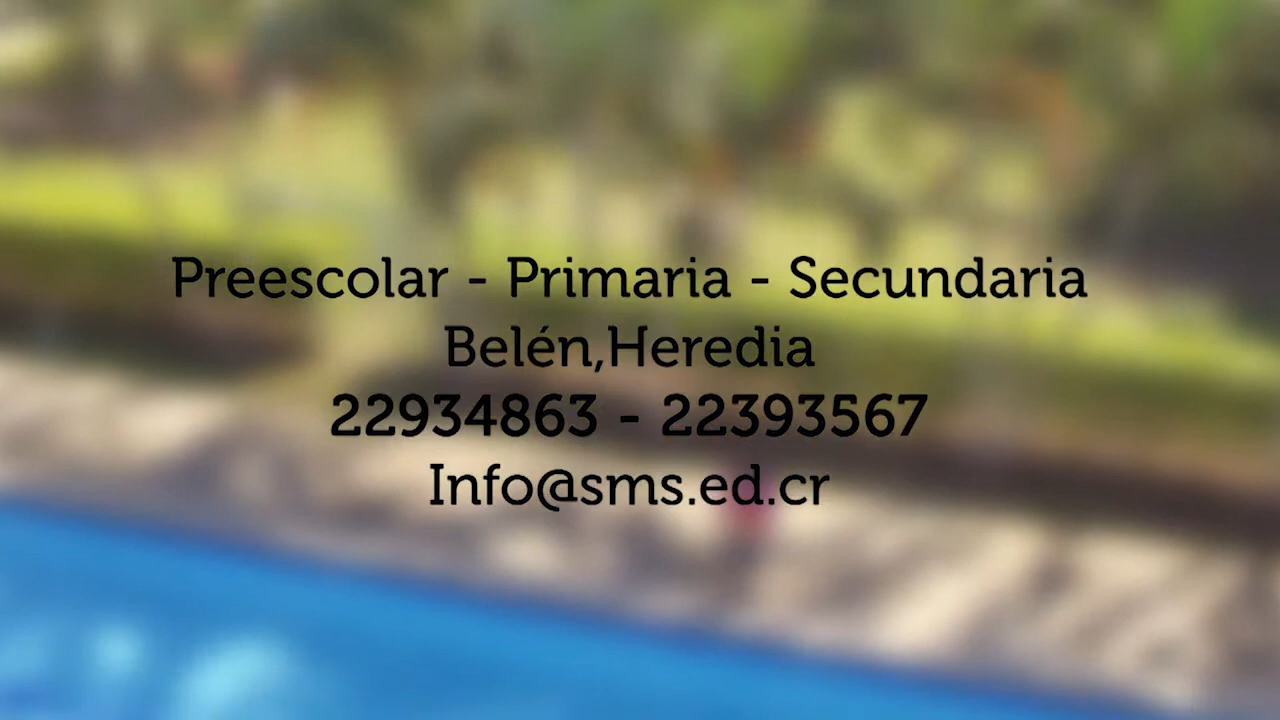 Preescolar - Primaria - Secundaria
Belén,Heredia
22934863 - 22393567
Info@sms.ed.cr